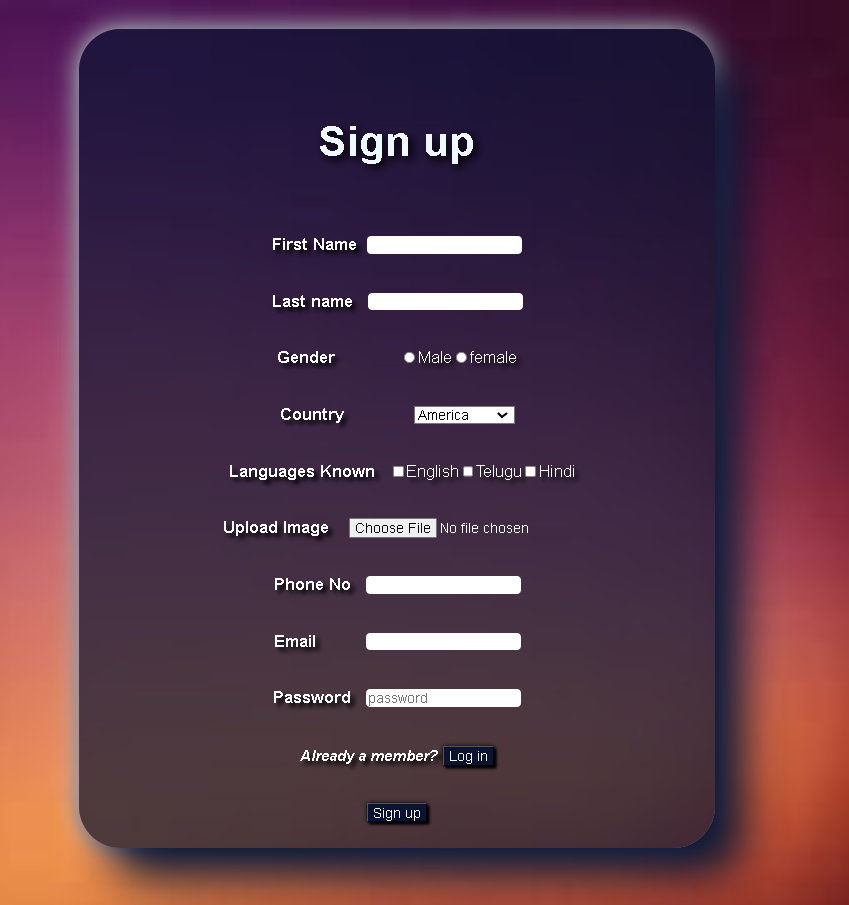 Sign up
First Name
Last name
Gender Male female
Country America
Languages Known English Telugu Hindi
Upload Image Choose File No file chosen
Phone No
Email
Password password
Already a member? Log in
Sign up